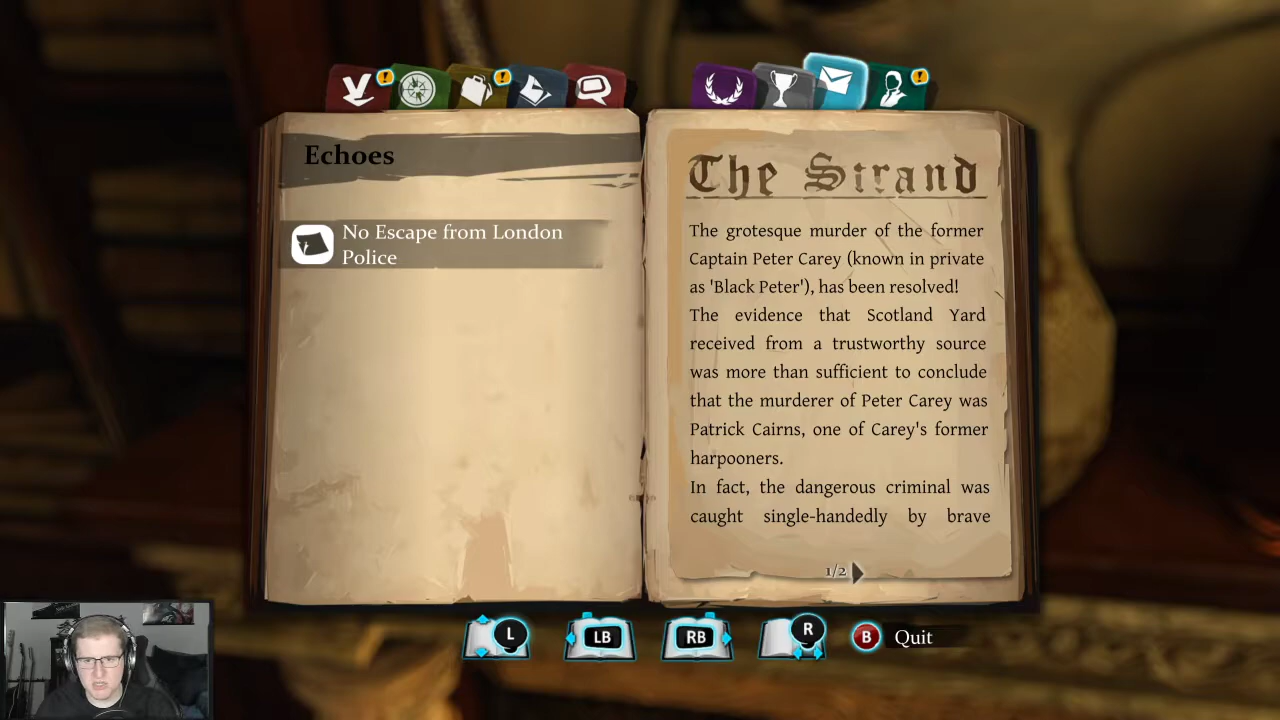 Echoes
No Escape from London
Police
The Strand
The grotesque murder of the former
Captain Peter Carey (known in private
as 'Black Peter'), has been resolved!
The evidence that Scotland Yard
received from a trustworthy source
was more than sufficient to conclude
that the murderer of Peter Carey was
Patrick Cairns, one of Carey's former
harpooners.
In fact, the dangerous criminal was
caught single-handedly by brave
1/2
L
LB
RB
R
B Quit